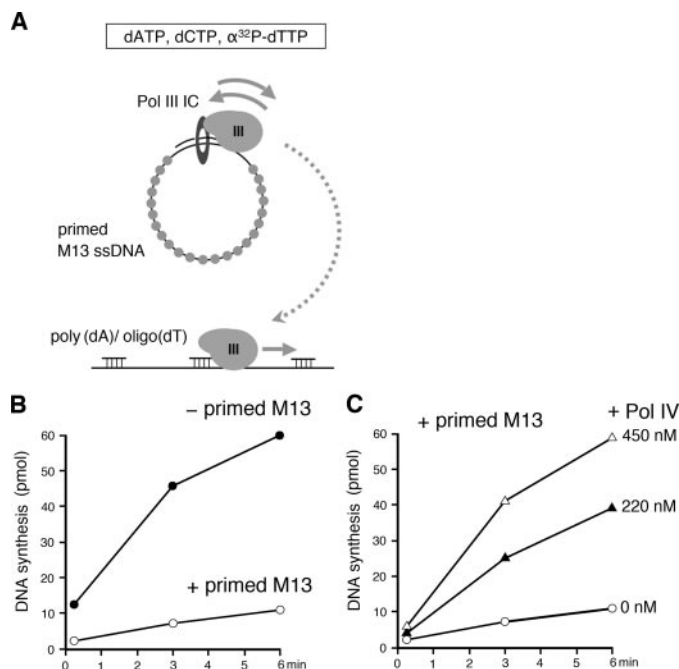 A
dATP, dCTP, α³²P-dTTP
Pol III IC
III
primed
M13 ssDNA
poly (dA)/ oligo(dT)
III
B
– primed M13
DNA synthesis (pmol)
60
50
40
30
20
10
0
+ primed M13
0 1 2 3 4 5 6 min
C
+ primed M13
+ Pol IV
DNA synthesis (pmol)
60
50
40
30
20
10
0
450 nM
220 nM
0 nM
0 1 2 3 4 5 6 min